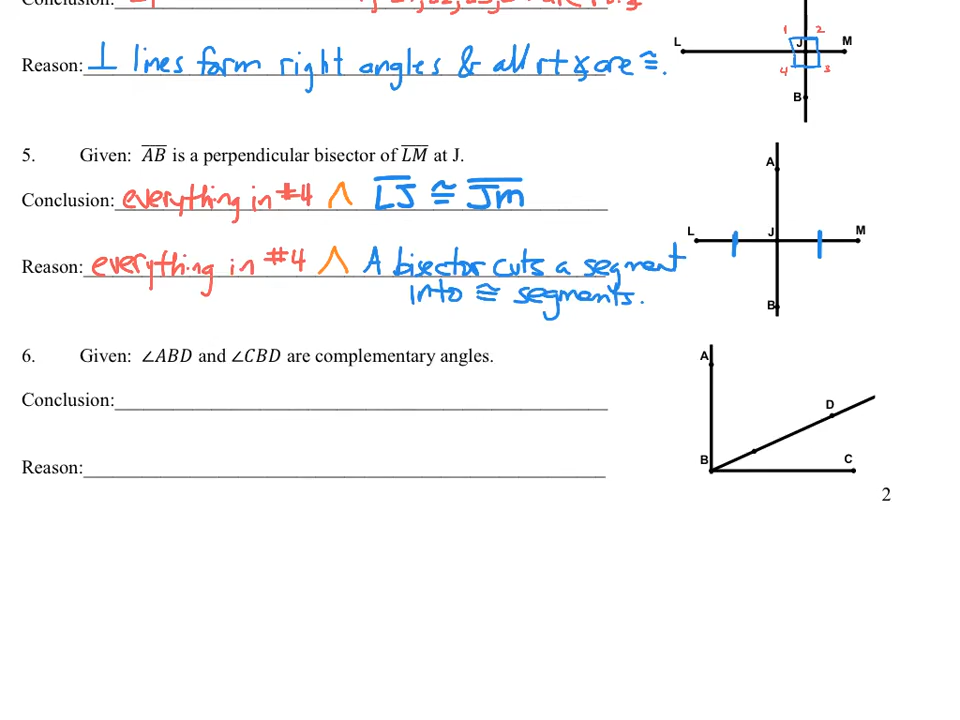 Conclusion:
L M J B 1 2 3 4
Reason: ⊥ lines form right angles & all rt ∡ are ≅.
5. Given: AB is a perpendicular bisector of LM at J.
A
Conclusion: everything in #4 ∧ LJ ≅ Jm
L J M
Reason: everything in #4 ∧ A bisector cuts a segment
into ≅ segments.
B
6. Given: ∠ABD and ∠CBD are complementary angles.
A
Conclusion:
D
B C
Reason:
2